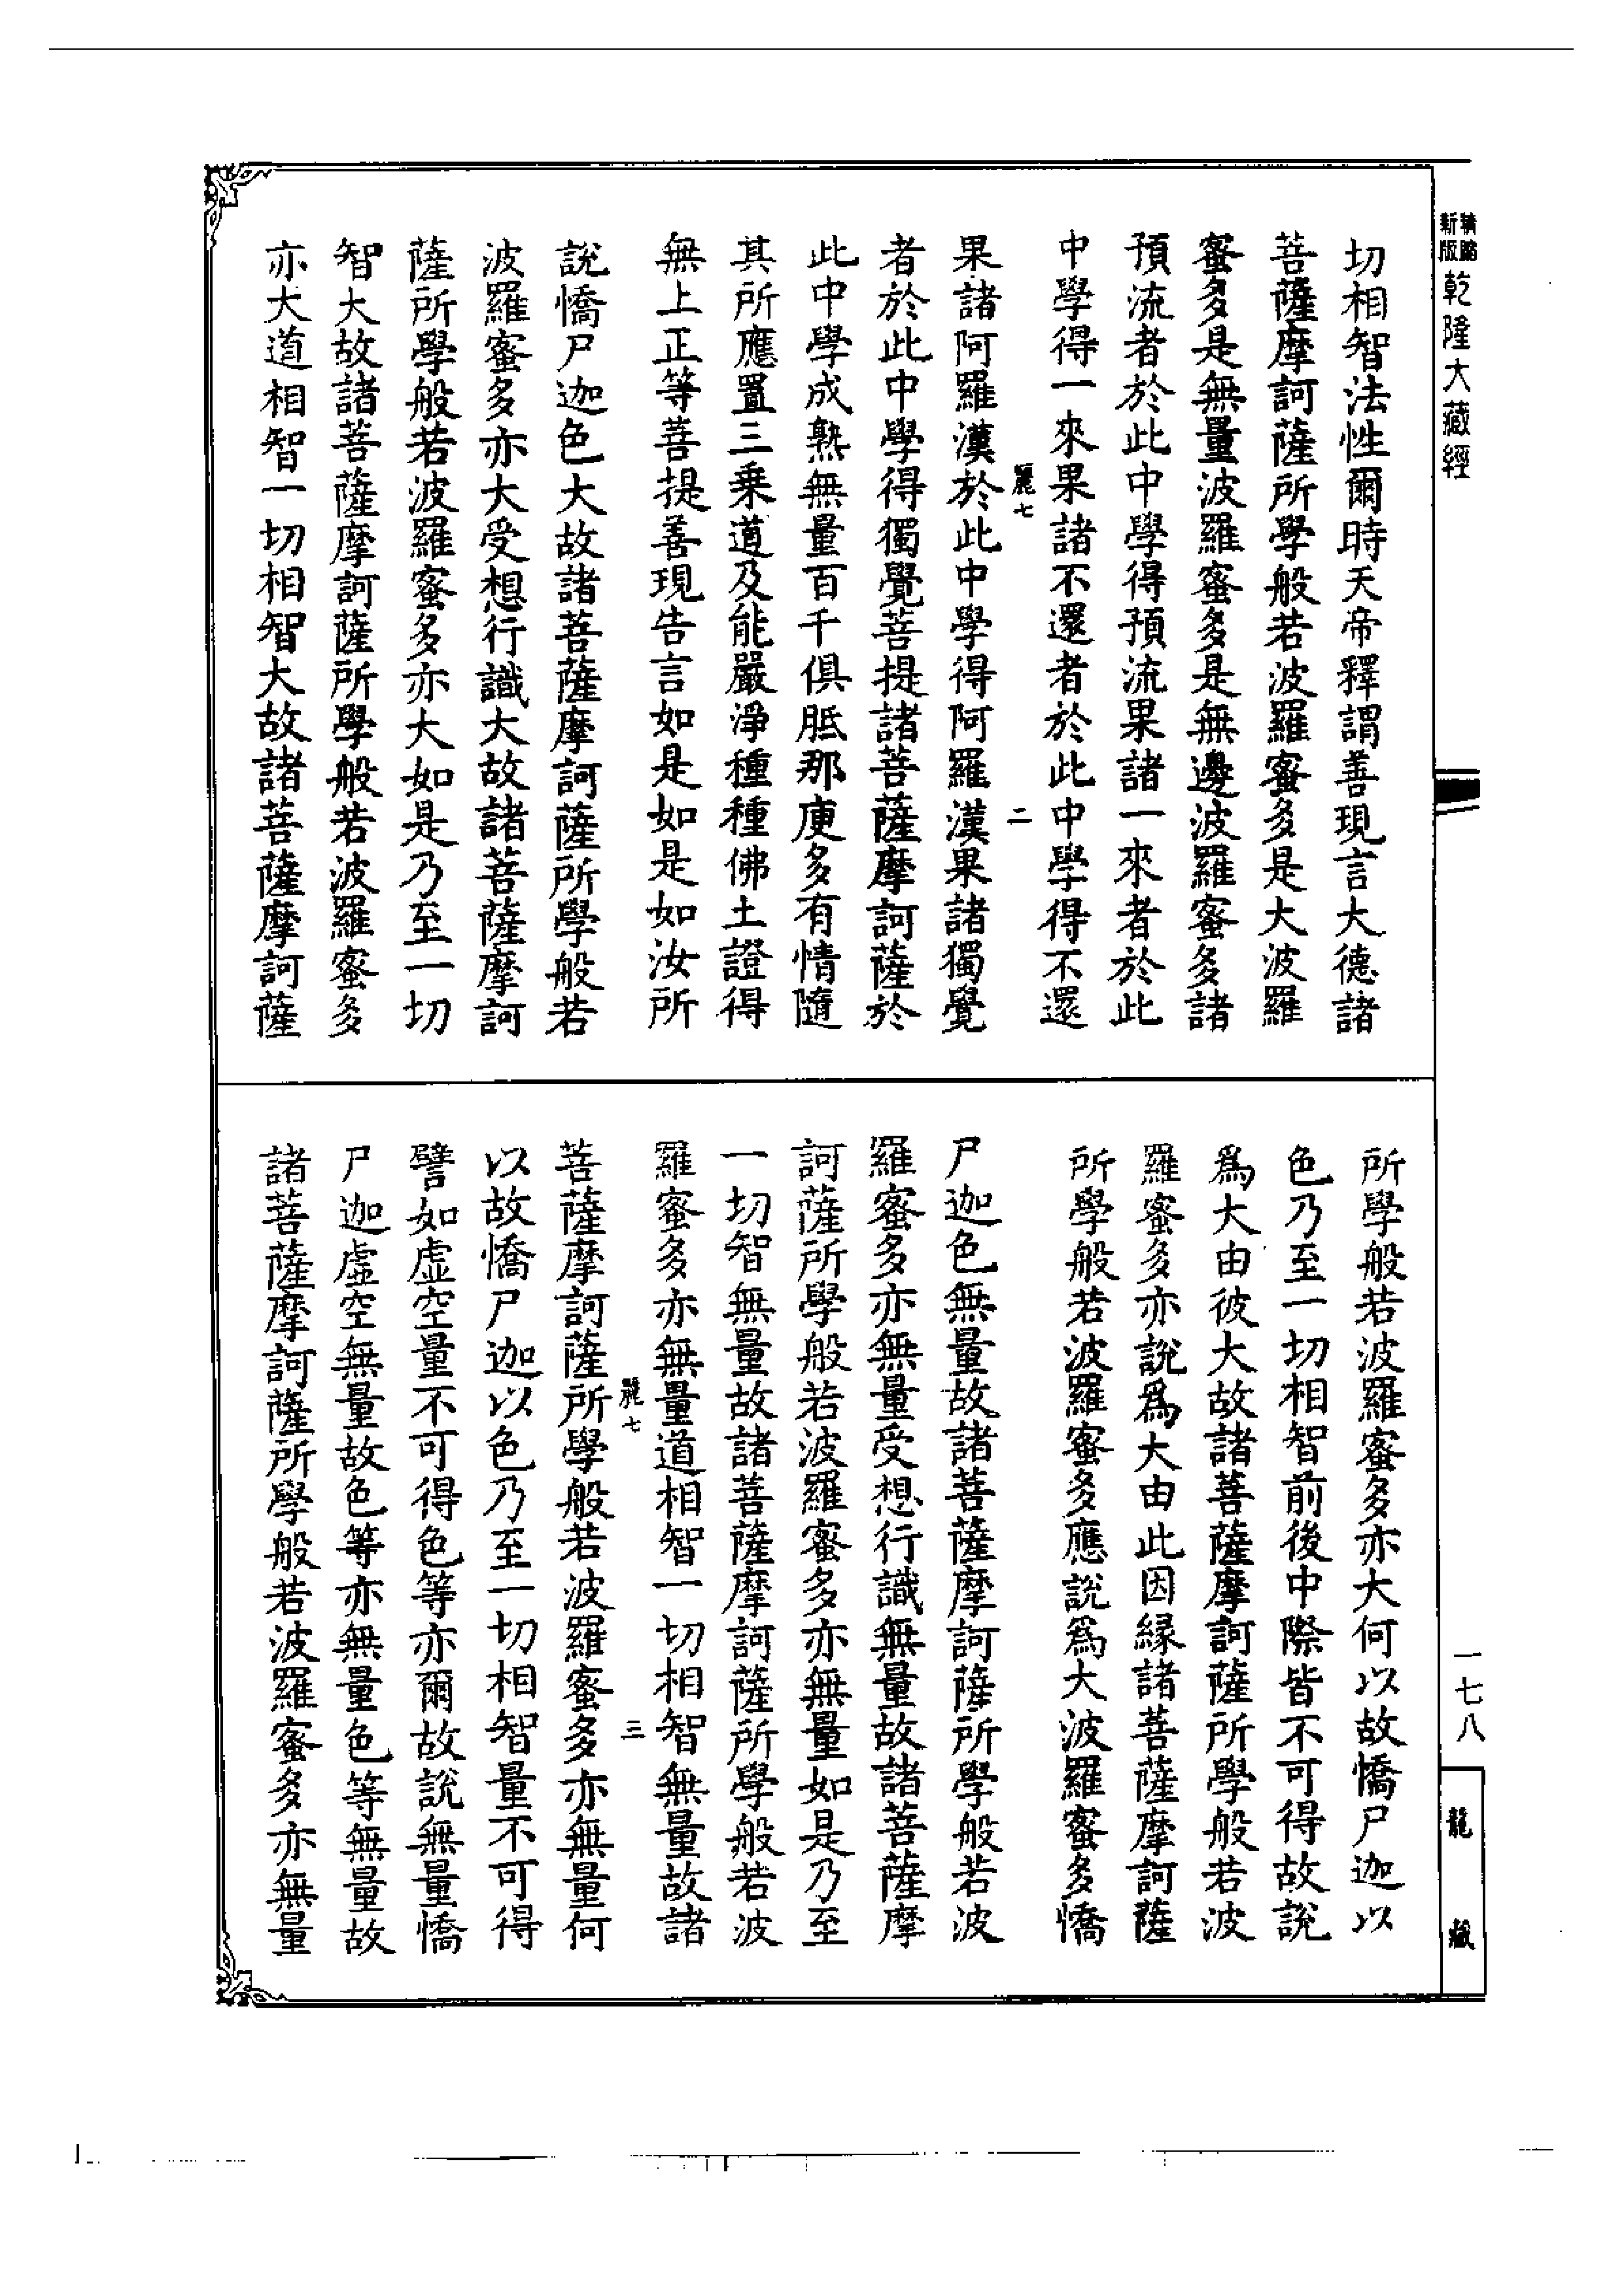 新版
精縮
乾隆大藏經
切相智法性爾時天帝釋謂善現言大德諸
菩薩摩訶薩所學般若波羅蜜多是大波羅
蜜多是無量波羅蜜多是無邊波羅蜜多諸
預流者於此中學得預流果諸一來者於此
中學得一來果諸不還者於此中學得不還
麗七
二
果諸阿羅漢於此中學得阿羅漢果諸獨覺
者於此中學得獨覺菩提諸菩薩摩訶薩於
此中學成熟無量百千俱胝那庾多有情隨
其所應置三乘道及能嚴淨種種佛土證得
無上正等菩提善現告言如是如是如汝所
說憍尸迦色大故諸菩薩摩訶薩所學般若
波羅蜜多亦大受想行識大故諸菩薩摩訶
薩所學般若波羅蜜多亦大如是乃至一切
智大故諸菩薩摩訶薩所學般若波羅蜜多
亦大道相智一切相智大故諸菩薩摩訶薩
一七八
龍藏
所學般若波羅蜜多亦大何以故憍尸迦以
色乃至一切相智前後中際皆不可得故說
爲大由彼大故諸菩薩摩訶薩所學般若波
羅蜜多亦說爲大由此因緣諸菩薩摩訶薩
所學般若波羅蜜多應說爲大波羅蜜多憍
尸迦色無量故諸菩薩摩訶薩所學般若波
羅蜜多亦無量受想行識無量故諸菩薩摩
訶薩所學般若波羅蜜多亦無量如是乃至
一切智無量故諸菩薩摩訶薩所學般若波
羅蜜多亦無量道相智一切相智無量故諸
麗七
三
菩薩摩訶薩所學般若波羅蜜多亦無量何
以故憍尸迦以色乃至一切相智量不可得
譬如虛空量不可得色等亦爾故說無量憍
尸迦虛空無量故色等亦無量色等無量故
諸菩薩摩訶薩所學般若波羅蜜多亦無量